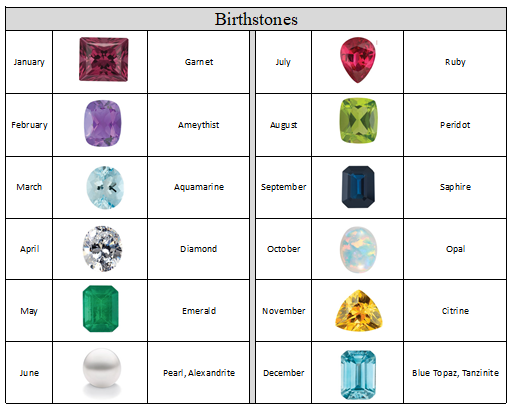 Birthstones
January Garnet July Ruby
February Ameythist August Peridot
March Aquamarine September Saphire
April Diamond October Opal
May Emerald November Citrine
June Pearl, Alexandrite December Blue Topaz, Tanzinite